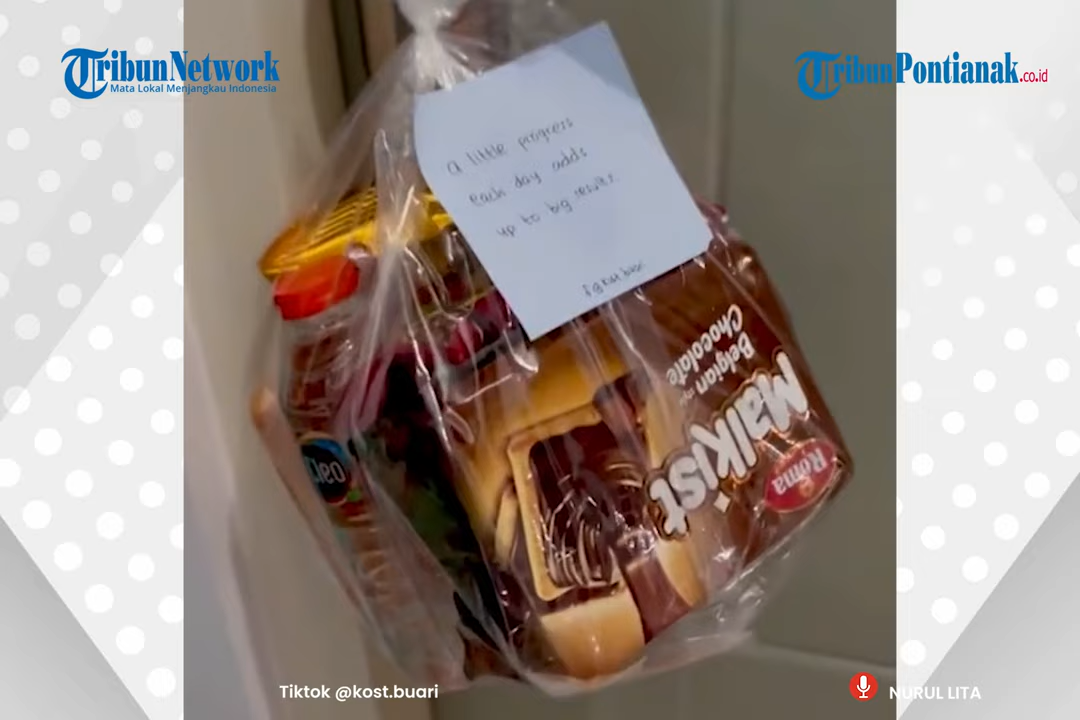 TribunNetwork
Mata Lokal Menjangkau Indonesia
TribunPontianak.co.id
a little progress
each day adds
up to big results.
Belgian
Chocolate
Malkist
Roma
Tiktok @kost.buari
NURUL LITA